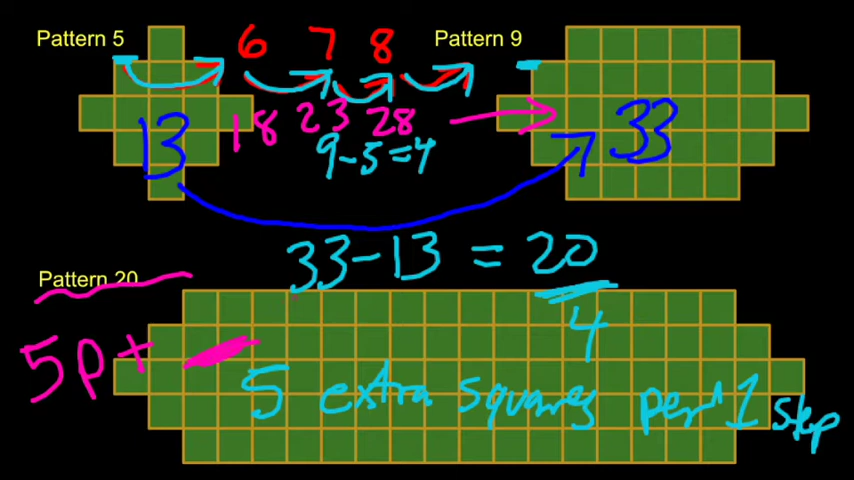 Pattern 5 6 7 8 Pattern 9
13 18 23 28 33
9-5=4
33-13 = 20
4
Pattern 20
5p+
5 extra squares per 1 step